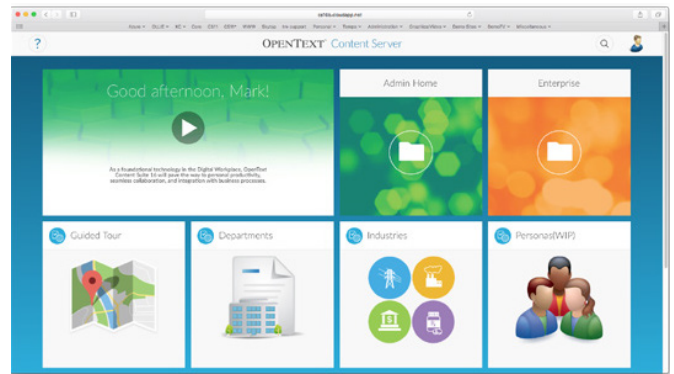 ?
OPENTEXT Content Server
Good afternoon, Mark!
As a foundational technology in the Digital Workplace, OpenText
Content Suite 16 will pave the way to personal productivity,
seamless collaboration, and integration with business processes.
Admin Home
Enterprise
Guided Tour
Departments
Industries
Personas(WIP)